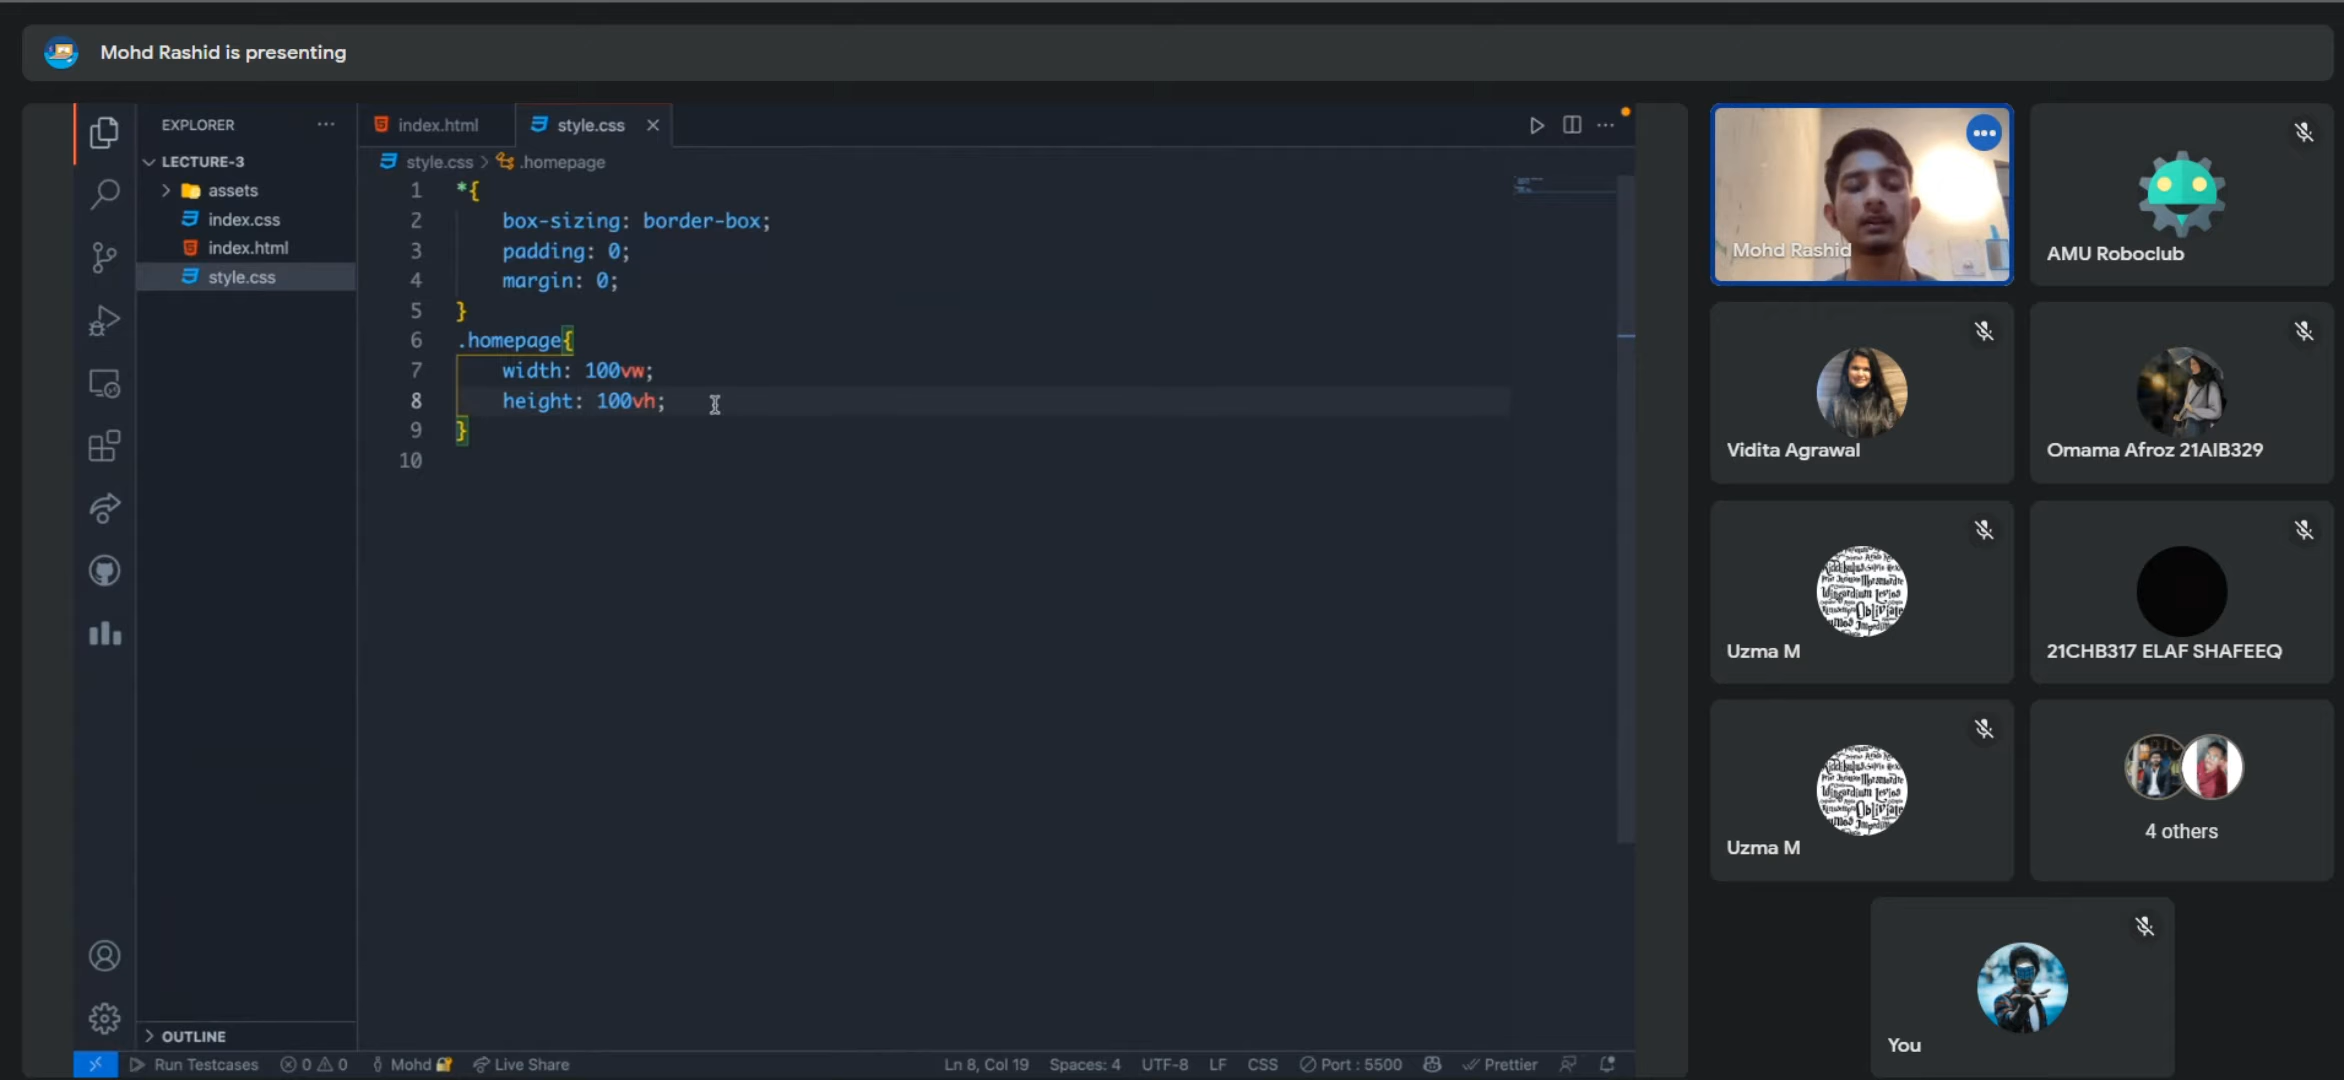 Mohd Rashid is presenting
EXPLORER
LECTURE-3
assets
index.css
index.html
style.css
OUTLINE
index.html
style.css
style.css > .homepage
1 *{
2 box-sizing: border-box;
3 padding: 0;
4 margin: 0;
5 }
6 .homepage{
7 width: 100vw;
8 height: 100vh;
9 }
10
Run Testcases 0 0 Mohd Live Share
Ln 8, Col 19 Spaces: 4 UTF-8 LF CSS Port : 5500 Prettier
Mohd Rashid
AMU Roboclub
Vidita Agrawal
Omama Afroz 21AIB329
Uzma M
21CHB317 ELAF SHAFEEQ
Uzma M
4 others
You